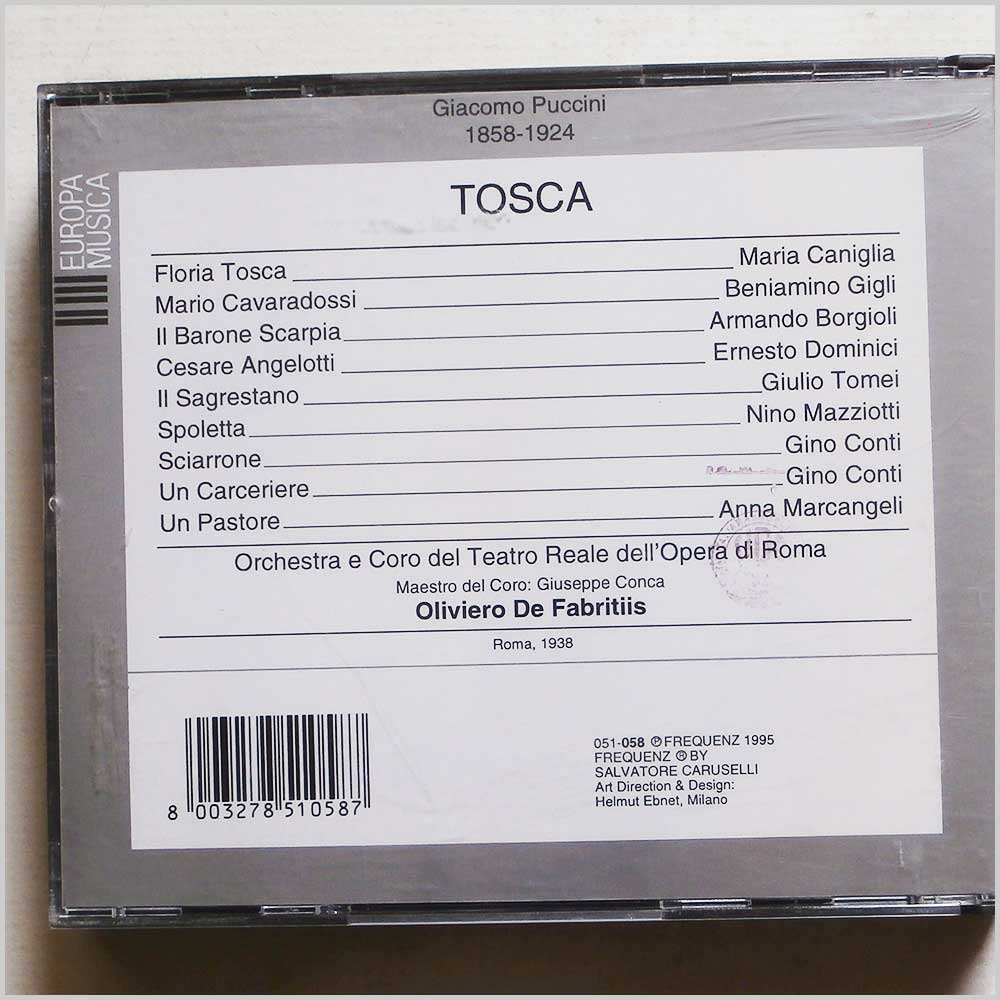 Giacomo Puccini
1858-1924
EUROPA
MUSICA
TOSCA
Floria Tosca Maria Caniglia
Mario Cavaradossi Beniamino Gigli
Il Barone Scarpia Armando Borgioli
Cesare Angelotti Ernesto Dominici
Il Sagrestano Giulio Tomei
Spoletta Nino Mazziotti
Sciarrone Gino Conti
Un Carceriere Gino Conti
Un Pastore Anna Marcangeli
Orchestra e Coro del Teatro Reale dell'Opera di Roma
Maestro del Coro: Giuseppe Conca
Oliviero De Fabritiis
Roma, 1938
051-058 ℗ FREQUENZ 1995
FREQUENZ ® BY
SALVATORE CARUSELLI
Art Direction & Design:
Helmut Ebnet, Milano
8 003278 510587